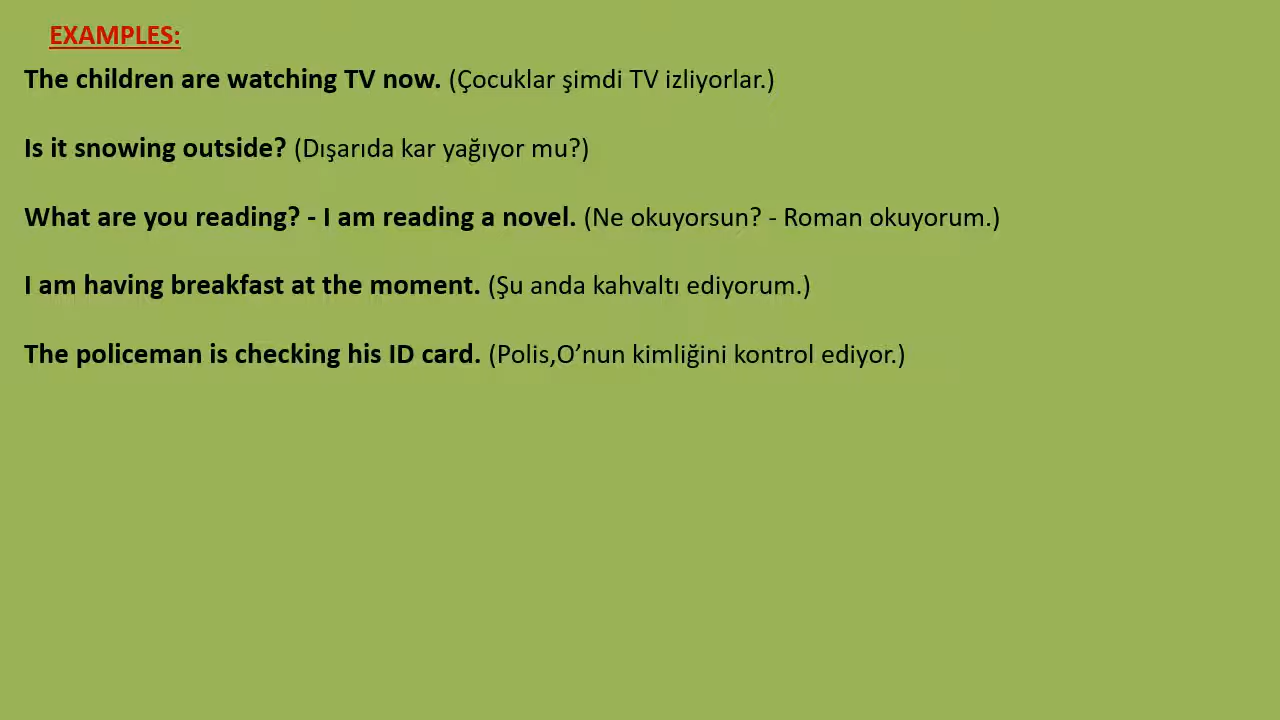 EXAMPLES:
The children are watching TV now. (Çocuklar şimdi TV izliyorlar.)
Is it snowing outside? (Dışarıda kar yağıyor mu?)
What are you reading? - I am reading a novel. (Ne okuyorsun? - Roman okuyorum.)
I am having breakfast at the moment. (Şu anda kahvaltı ediyorum.)
The policeman is checking his ID card. (Polis,O’nun kimliğini kontrol ediyor.)